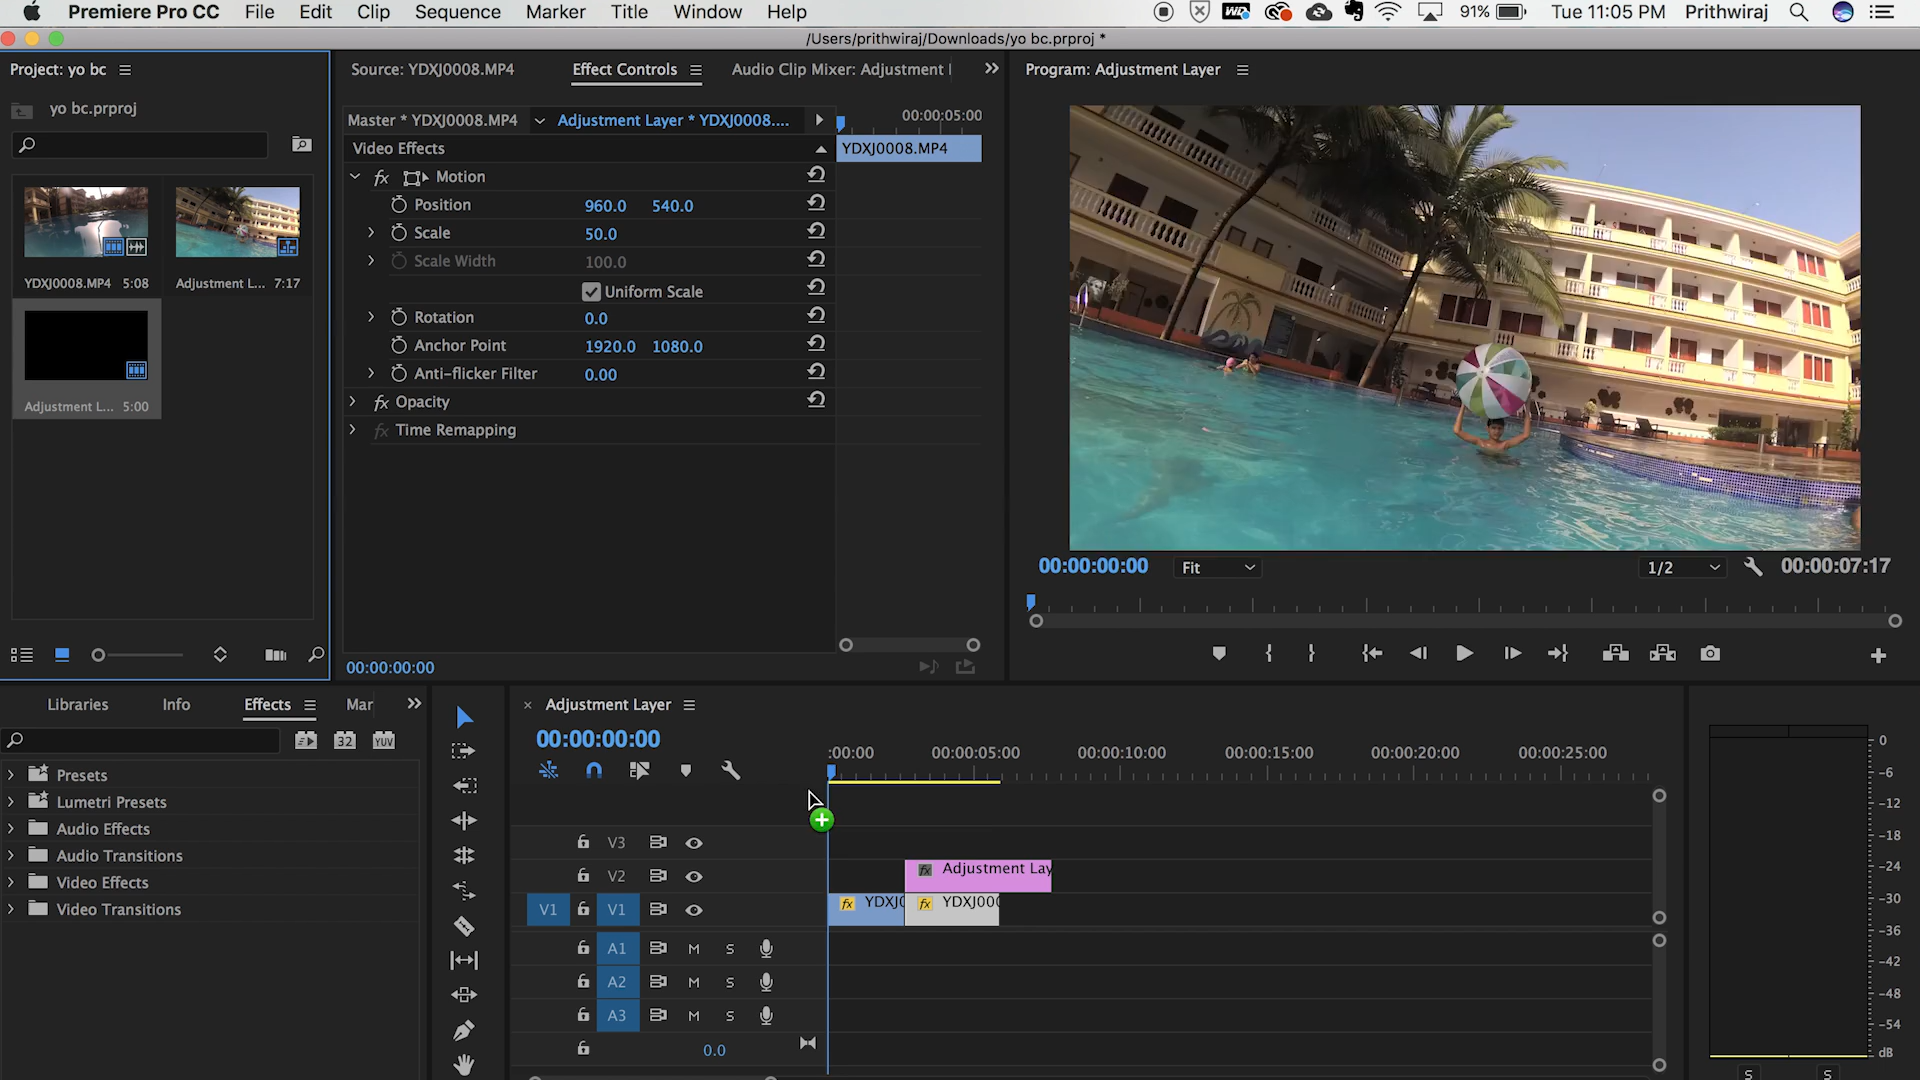 Premiere Pro CC File Edit Clip Sequence Marker Title Window Help 91% Tue 11:05 PM Prithwiraj
/Users/prithwiraj/Downloads/yo bc.prproj *
Project: yo bc
yo bc.prproj
YDXJ0008.MP4 5:08
Adjustment L... 7:17
Adjustment L... 5:00
Source: YDXJ0008.MP4 Effect Controls Audio Clip Mixer: Adjustment
Master * YDXJ0008.MP4 Adjustment Layer * YDXJ0008....
00:00:05:00
Video Effects
YDXJ0008.MP4
fx Motion
Position 960.0 540.0
Scale 50.0
Scale Width 100.0
Uniform Scale
Rotation 0.0
Anchor Point 1920.0 1080.0
Anti-flicker Filter 0.00
fx Opacity
fx Time Remapping
00:00:00:00
Program: Adjustment Layer
00:00:00:00 Fit 1/2 00:00:07:17
Libraries Info Effects Mar
32 YUV
Presets
Lumetri Presets
Audio Effects
Audio Transitions
Video Effects
Video Transitions
× Adjustment Layer
00:00:00:00
:00:00 00:00:05:00 00:00:10:00 00:00:15:00 00:00:20:00 00:00:25:00
V3
V2 fx Adjustment Lay
V1 V1 fx YDXJ0 fx YDXJ000
A1 M S
A2 M S
A3 M S
0.0
0
-6
-12
-18
-24
-30
-36
-42
-48
-54
dB
S S